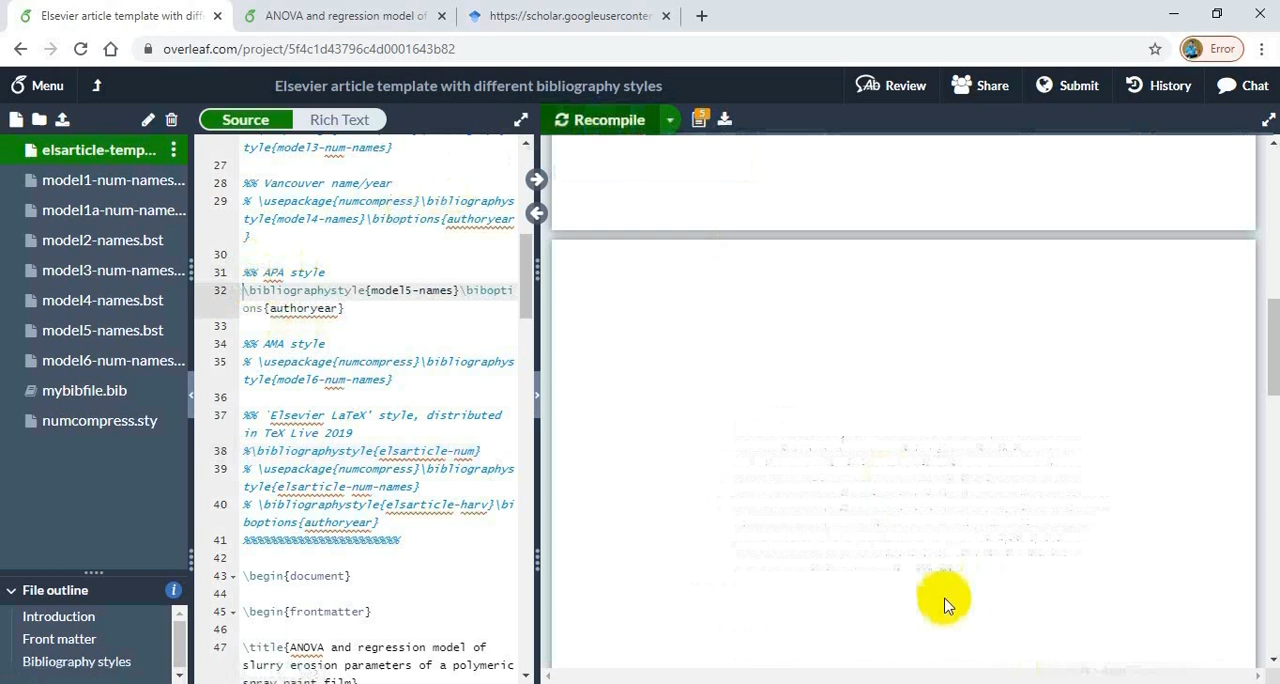 Elsevier article template with diff
ANOVA and regression model of
https://scholar.googleuserconter
overleaf.com/project/5f4c1d43796c4d0001643b82
Error
Menu
Elsevier article template with different bibliography styles
Review
Share
Submit
History
Chat
Source
Rich Text
Recompile
5
elsarticle-temp...
model1-num-names...
model1a-num-name...
model2-names.bst
model3-num-names...
model4-names.bst
model5-names.bst
model6-num-names...
mybibfile.bib
numcompress.sty
File outline
Introduction
Front matter
Bibliography styles
tyle{model3-num-names}
27
28 %% Vancouver name/year
29 % \usepackage{numcompress}\bibliographys
tyle{model4-names}\biboptions{authoryear
}
30
31 %% APA style
32 \bibliographystyle{model5-names}\bibopti
ons{authoryear}
33
34 %% AMA style
35 % \usepackage{numcompress}\bibliographys
tyle{model6-num-names}
36
37 %% `Elsevier LaTeX' style, distributed
in TeX Live 2019
38 %\bibliographystyle{elsarticle-num}
39 % \usepackage{numcompress}\bibliographys
tyle{elsarticle-num-names}
40 % \bibliographystyle{elsarticle-harv}\bi
boptions{authoryear}
41 %%%%%%%%%%%%%%%%%%%%%%%
42
43 \begin{document}
44
45 \begin{frontmatter}
46
47 \title{ANOVA and regression model of
slurry erosion parameters of a polymeric
spray paint film}